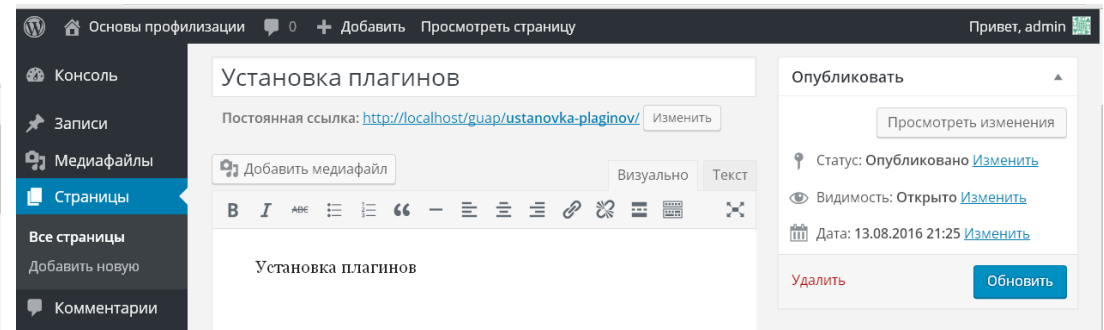 Основы профилизации 0 Добавить Просмотреть страницу Привет, admin
Консоль
Записи
Медиафайлы
Страницы
Все страницы
Добавить новую
Комментарии
Установка плагинов
Постоянная ссылка: http://localhost/guap/ustanovka-plaginov/ Изменить
Добавить медиафайл
Визуально Текст
B I ABC
Установка плагинов
Опубликовать
Просмотреть изменения
Статус: Опубликовано Изменить
Видимость: Открыто Изменить
Дата: 13.08.2016 21:25 Изменить
Удалить Обновить